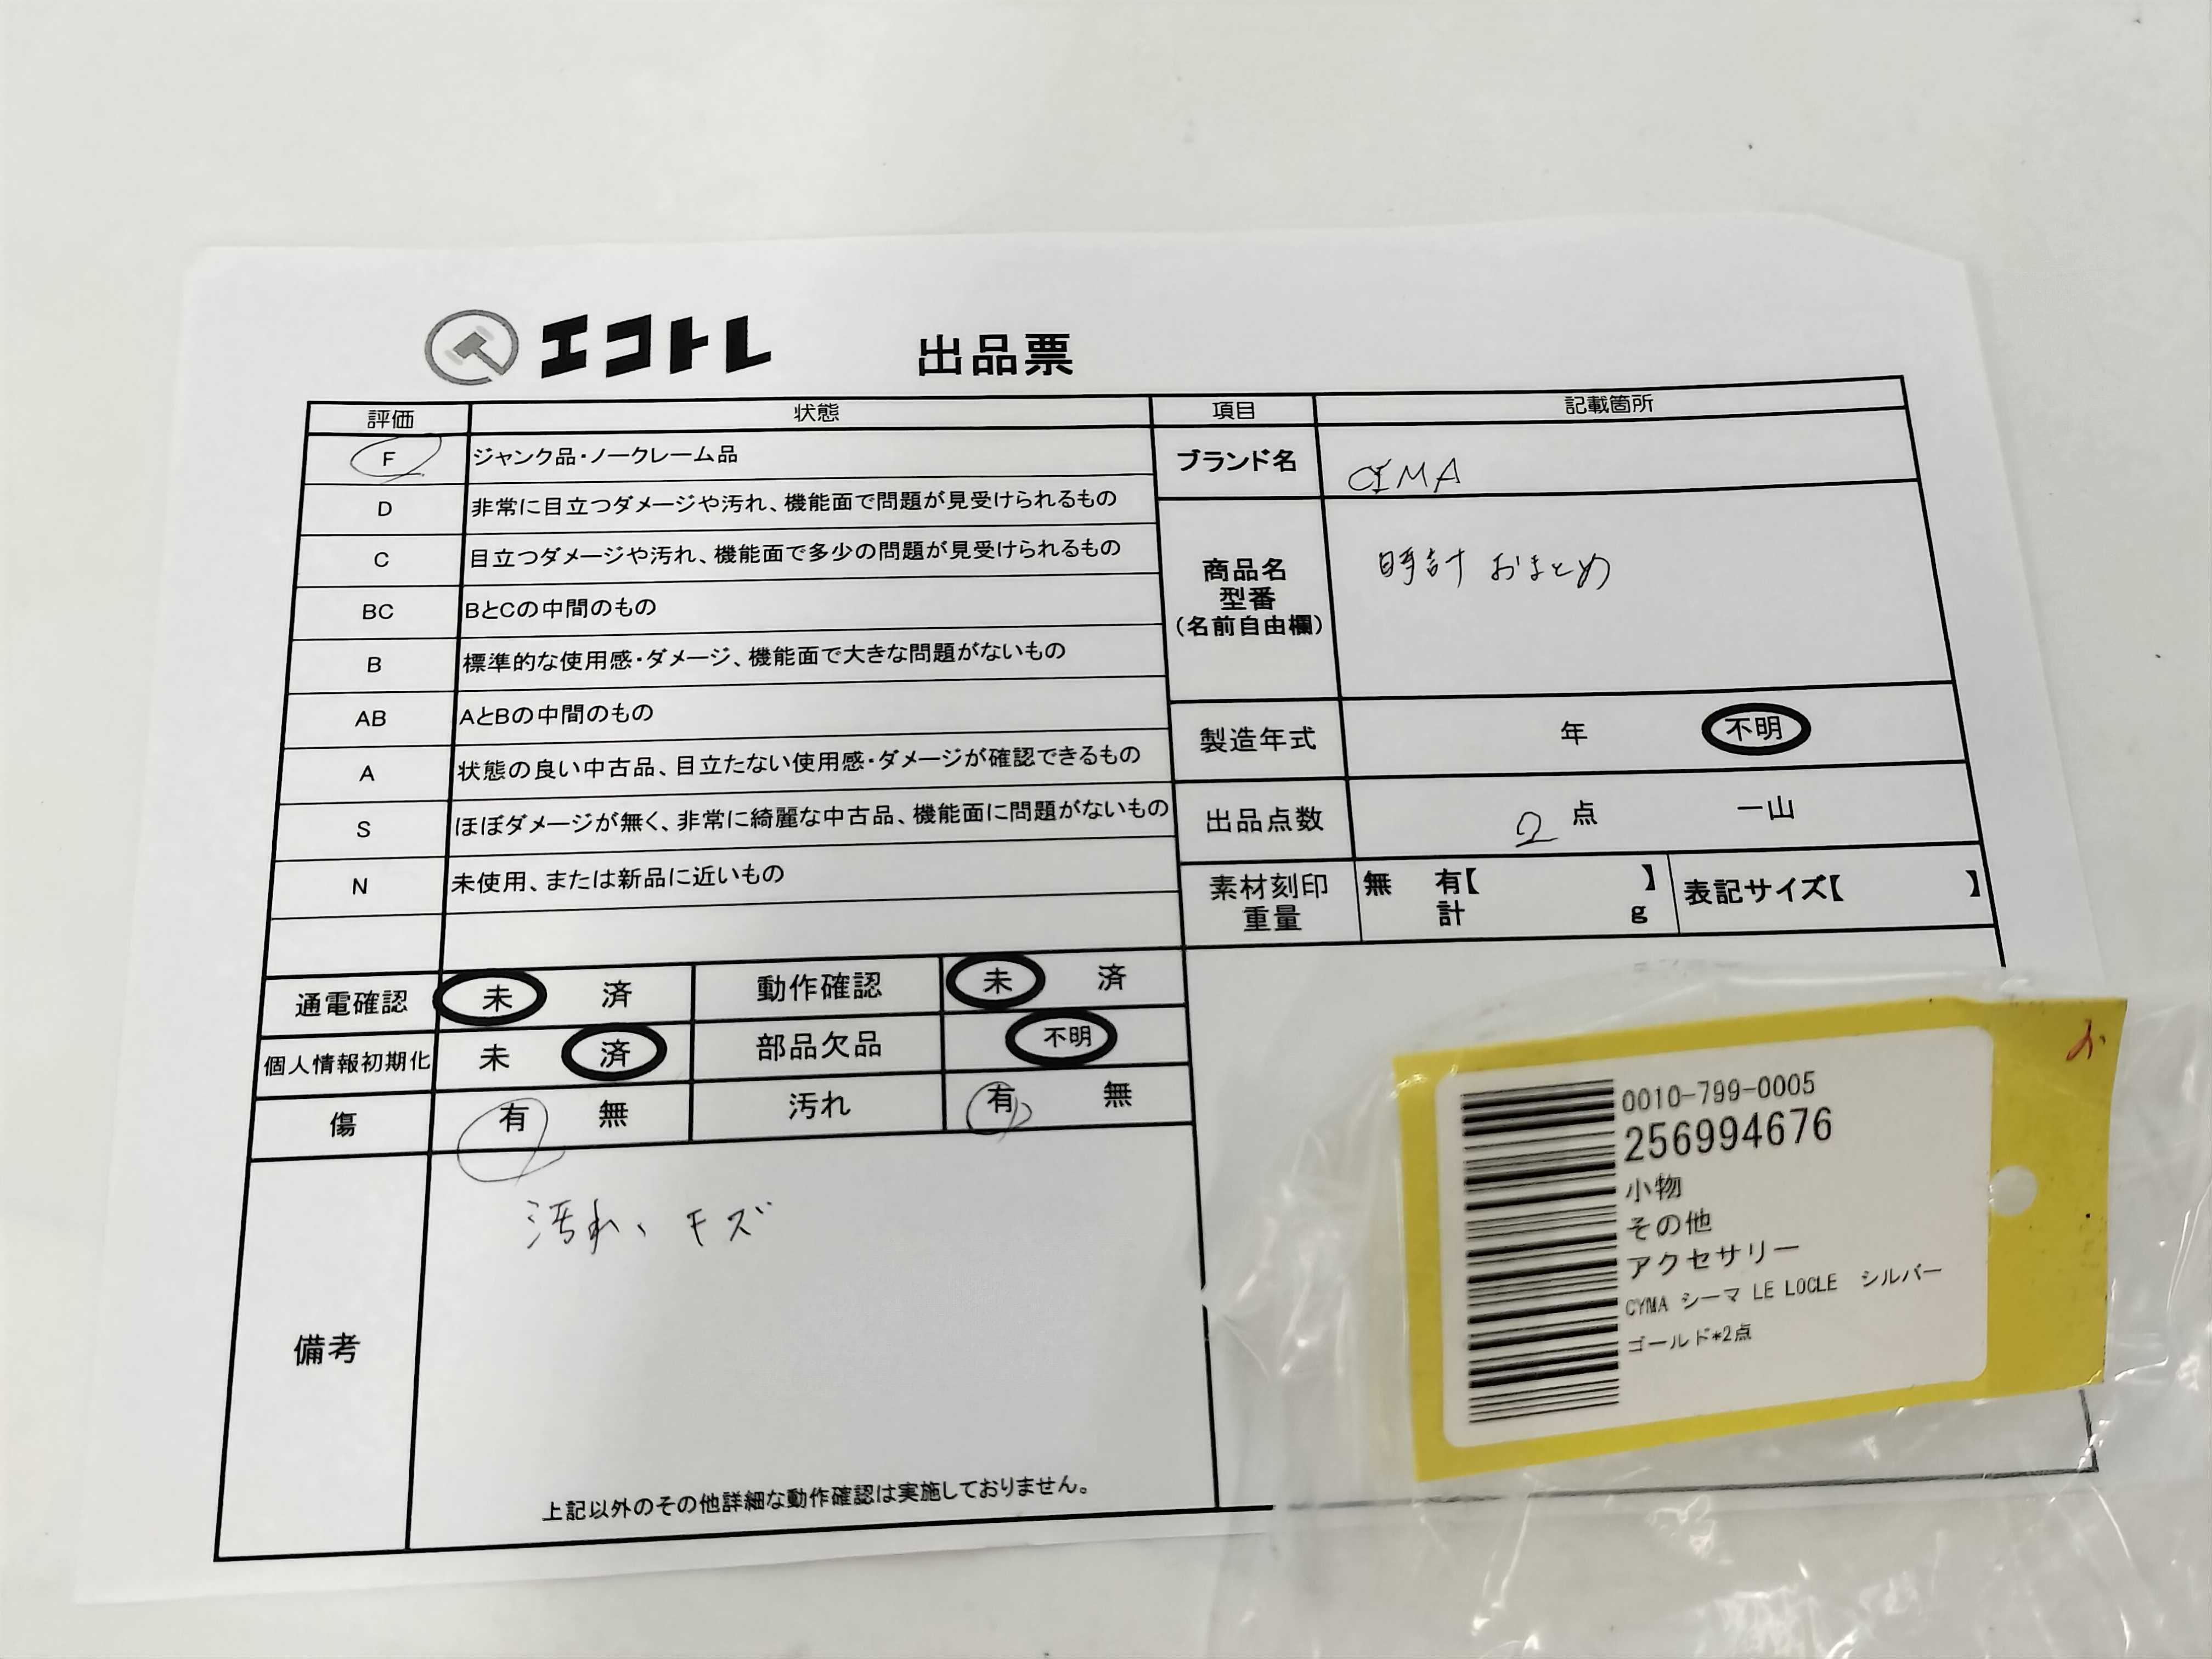 エコトレ 出品票
評価 状態
F ジャンク品・ノークレーム品
D 非常に目立つダメージや汚れ、機能面で問題が見受けられるもの
C 目立つダメージや汚れ、機能面で多少の問題が見受けられるもの
BC BとCの中間のもの
B 標準的な使用感・ダメージ、機能面で大きな問題がないもの
AB AとBの中間のもの
A 状態の良い中古品、目立たない使用感・ダメージが確認できるもの
S ほぼダメージが無く、非常に綺麗な中古品、機能面に問題がないもの
N 未使用、または新品に近いもの
項目 記載箇所
ブランド名 CIMA
商品名
型番
(名前自由欄)
時計 おまとめ
製造年式 年 不明
出品点数 2 点 一山
素材刻印 無 有【 】 表記サイズ【 】
重量 計 g
通電確認 未 済 動作確認 未 済
個人情報初期化 未 済 部品欠品 不明
傷 有 無 汚れ 有 無
備考
汚れ、キズ
上記以外のその他詳細な動作確認は実施しておりません。
0010-799-0005
256994676
小物
その他
アクセサリー
CYMA シーマ LE LOCLE シルバー
ゴールド*2点